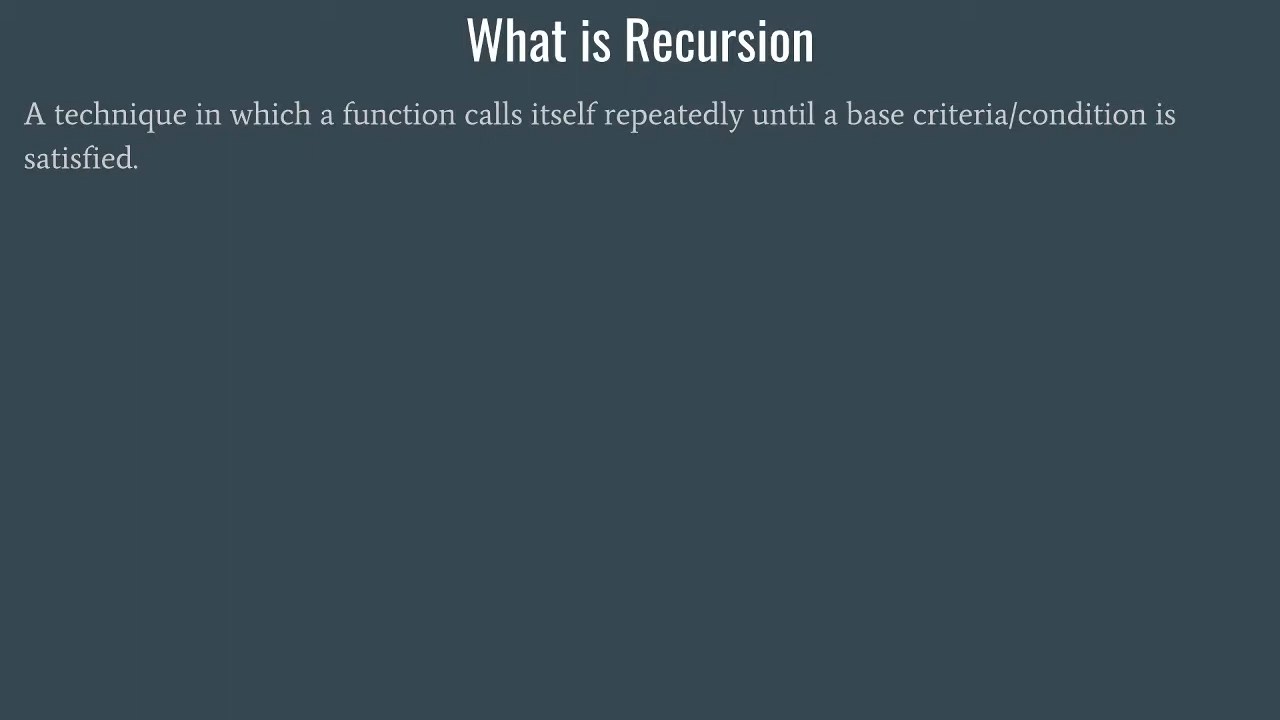 What is Recursion
A technique in which a function calls itself repeatedly until a base criteria/condition is
satisfied.